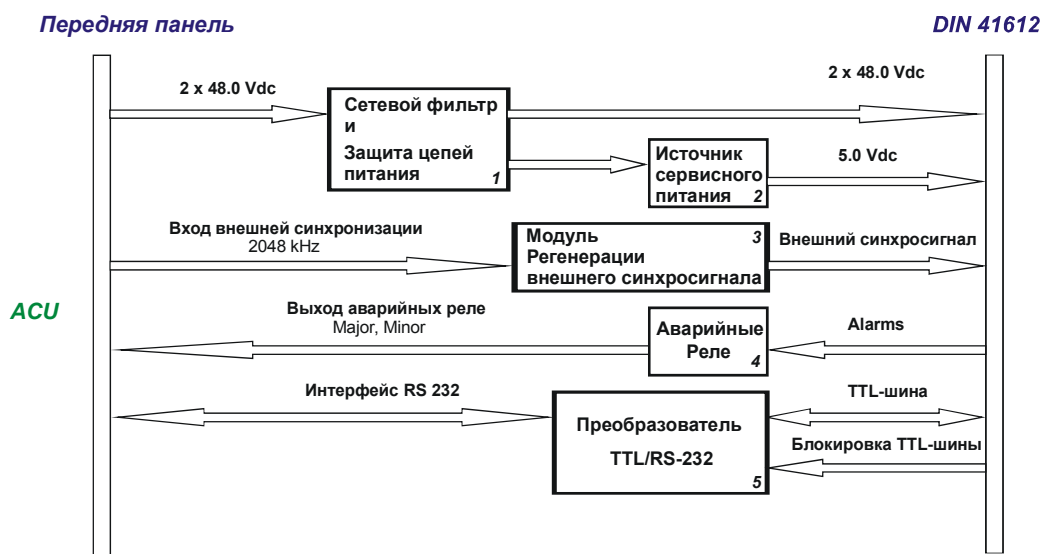 Передняя панель
DIN 41612
2 x 48.0 Vdc
2 x 48.0 Vdc
Сетевой фильтр
и
Защита цепей
питания
1
Источник
сервисного
питания
2
5.0 Vdc
Вход внешней синхронизации
2048 kHz
Модуль
Регенерации
внешнего синхросигнала
3
Внешний синхросигнал
ACU
Выход аварийных реле
Major, Minor
Аварийные
Реле
4
Alarms
Интерфейс RS 232
Преобразователь
TTL/RS-232
5
TTL-шина
Блокировка TTL-шины